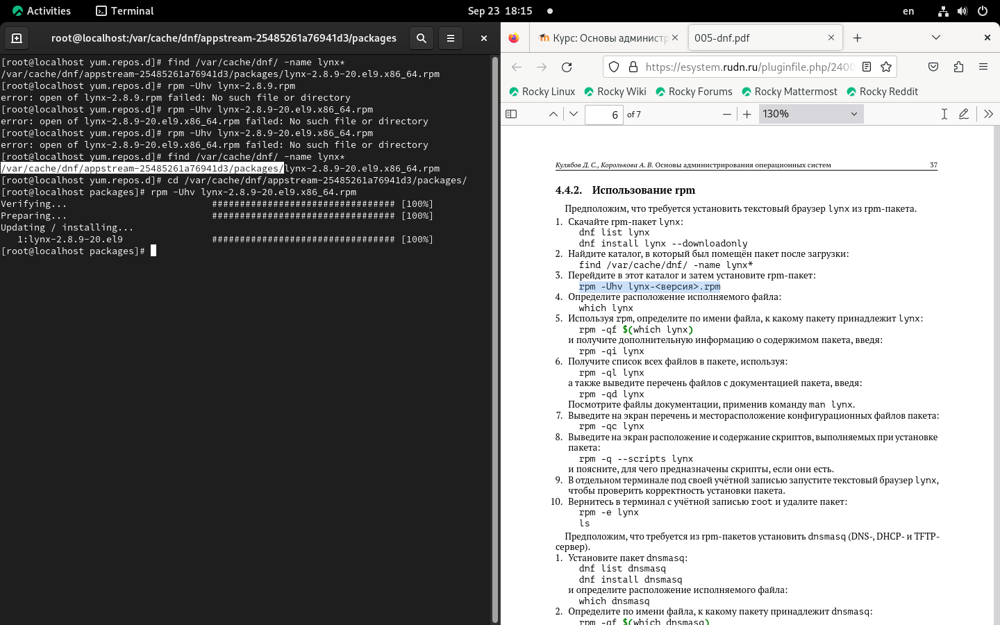 Activities
Terminal
Sep 23 18:15
en
root@localhost:/var/cache/dnf/appstream-25485261a76941d3/packages
[root@localhost yum.repos.d]# find /var/cache/dnf/ -name lynx*
/var/cache/dnf/appstream-25485261a76941d3/packages/lynx-2.8.9-20.el9.x86_64.rpm
[root@localhost yum.repos.d]# rpm -Uhv lynx-2.8.9.rpm
error: open of lynx-2.8.9.rpm failed: No such file or directory
[root@localhost yum.repos.d]# rpm -Uhv lynx-2.8.9-20.el9.x86_64.rpm
error: open of lynx-2.8.9-20.el9.x86_64.rpm failed: No such file or directory
[root@localhost yum.repos.d]# rpm -Uhv lynx-2.8.9-20.el9.x86_64.rpm
error: open of lynx-2.8.9-20.el9.x86_64.rpm failed: No such file or directory
[root@localhost yum.repos.d]# find /var/cache/dnf/ -name lynx*
/var/cache/dnf/appstream-25485261a76941d3/packages/lynx-2.8.9-20.el9.x86_64.rpm
[root@localhost yum.repos.d]# cd /var/cache/dnf/appstream-25485261a76941d3/packages/
[root@localhost packages]# rpm -Uhv lynx-2.8.9-20.el9.x86_64.rpm
Verifying... ################################# [100%]
Preparing... ################################# [100%]
Updating / installing...
1:lynx-2.8.9-20.el9 ################################# [100%]
[root@localhost packages]#
Курс: Основы администр
005-dnf.pdf
https://esystem.rudn.ru/pluginfile.php/2400
Rocky Linux
Rocky Wiki
Rocky Forums
Rocky Mattermost
Rocky Reddit
6 of 7
130%
Кулябов Д. С., Королькова А. В. Основы администрирования операционных систем 37
4.4.2. Использование rpm
Предположим, что требуется установить текстовый браузер lynx из rpm-пакета.
1. Скачайте rpm-пакет lynx:
dnf list lynx
dnf install lynx --downloadonly
2. Найдите каталог, в который был помещён пакет после загрузки:
find /var/cache/dnf/ -name lynx*
3. Перейдите в этот каталог и затем установите rpm-пакет:
rpm -Uhv lynx-<версия>.rpm
4. Определите расположение исполняемого файла:
which lynx
5. Используя rpm, определите по имени файла, к какому пакету принадлежит lynx:
rpm -qf $(which lynx)
и получите дополнительную информацию о содержимом пакета, введя:
rpm -qi lynx
6. Получите список всех файлов в пакете, используя:
rpm -ql lynx
а также выведите перечень файлов с документацией пакета, введя:
rpm -qd lynx
Посмотрите файлы документации, применив команду man lynx.
7. Выведите на экран перечень и месторасположение конфигурационных файлов пакета:
rpm -qc lynx
8. Выведите на экран расположение и содержание скриптов, выполняемых при установке
пакета:
rpm -q --scripts lynx
и поясните, для чего предназначены скрипты, если они есть.
9. В отдельном терминале под своей учётной записью запустите текстовый браузер lynx,
чтобы проверить корректность установки пакета.
10. Вернитесь в терминал с учётной записью root и удалите пакет:
rpm -e lynx
ls
Предположим, что требуется из rpm-пакетов установить dnsmasq (DNS-, DHCP- и TFTP-
сервер).
1. Установите пакет dnsmasq:
dnf list dnsmasq
dnf install dnsmasq
и определите расположение исполняемого файла:
which dnsmasq
2. Определите по имени файла, к какому пакету принадлежит dnsmasq:
rpm -qf $(which dnsmasq)